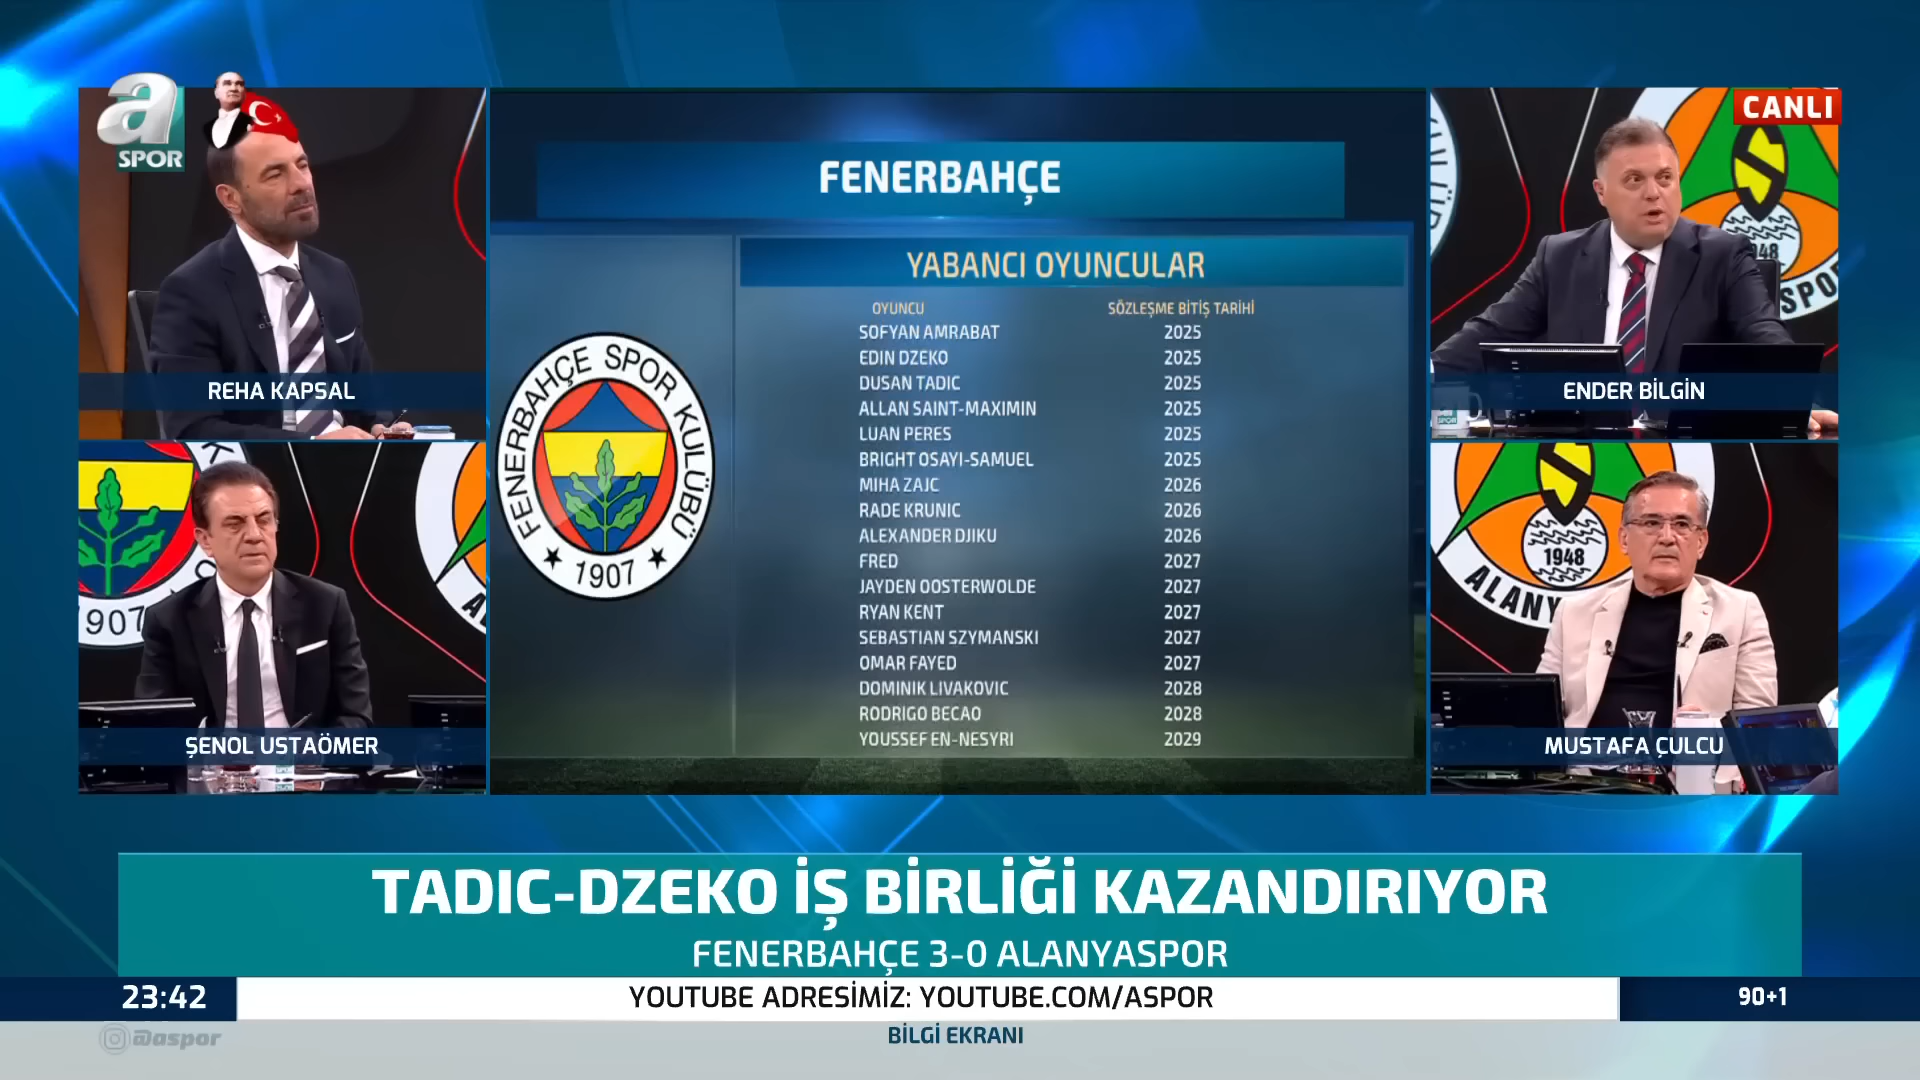 a
SPOR
CANLI
FENERBAHÇE
YABANCI OYUNCULAR
OYUNCU SÖZLEŞME BİTİŞ TARİHİ
SOFYAN AMRABAT 2025
EDIN DZEKO 2025
DUSAN TADIC 2025
ALLAN SAINT-MAXIMIN 2025
LUAN PERES 2025
BRIGHT OSAYI-SAMUEL 2025
MIHA ZAJC 2026
RADE KRUNIC 2026
ALEXANDER DJIKU 2026
FRED 2027
JAYDEN OOSTERWOLDE 2027
RYAN KENT 2027
SEBASTIAN SZYMANSKI 2027
OMAR FAYED 2027
DOMINIK LIVAKOVIC 2028
RODRIGO BECAO 2028
YOUSSEF EN-NESYRI 2029
FENERBAHÇE SPOR KULÜBÜ
1907
REHA KAPSAL
ENDER BİLGİN
ŞENOL USTAÖMER
MUSTAFA ÇULCU
1948
ALANY
907
48
SPO
TADIC-DZEKO İŞ BİRLİĞİ KAZANDIRIYOR
FENERBAHÇE 3-0 ALANYASPOR
23:42
YOUTUBE ADRESİMİZ: YOUTUBE.COM/ASPOR
90+1
@aspor
BİLGİ EKRANI